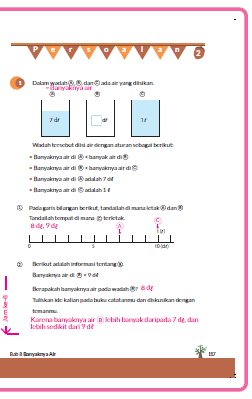 Persoalan 2
1 Dalam wadah Ⓐ, Ⓑ, dan Ⓒ ada air yang diisikan.
= Banyaknya air
Ⓐ Ⓑ Ⓒ
7 dℓ dℓ 1ℓ
Wadah tersebut diisi air dengan aturan sebagai berikut:
• Banyaknya air di Ⓐ < banyak air di Ⓑ
• Banyaknya air di Ⓑ < banyaknya air di Ⓒ
• Banyaknya air di Ⓐ adalah 7 dℓ
• Banyaknya air di Ⓒ adalah 1 ℓ
① Pada garis bilangan berikut, tandailah di mana letak Ⓐ dan Ⓑ
Tandailah tempat di mana Ⓒ terletak.
8 dℓ, 9 dℓ
Ⓐ Ⓒ
1 (ℓ)
0 5 10 (dℓ)
② Berikut adalah informasi tentang Ⓑ.
Banyaknya air di Ⓑ ≠ 9 dℓ
Berapakah banyaknya air pada wadah Ⓑ? 8 dℓ
Tuliskan ide kalian pada buku catatanmu dan diskusikan dengan
temanmu.
Karena banyaknya air Ⓑ lebih banyak daripada 7 dℓ, dan
lebih sedikit dari 9 dℓ
Jam ke-8
Bab 8 Banyaknya Air
117